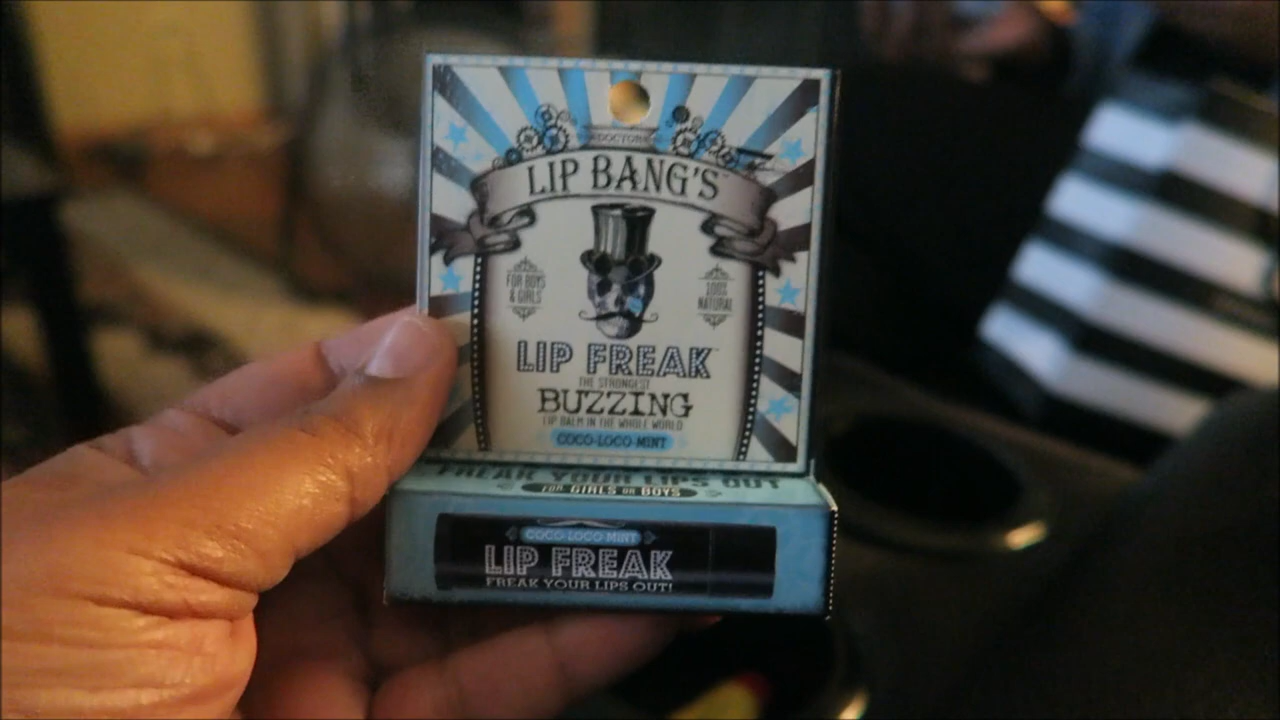 DOCTOR
LIP BANG'S
FOR BOYS
& GIRLS
100%
NATURAL
LIP FREAK™
THE STRONGEST
BUZZING
LIP BALM IN THE WHOLE WORLD
COCO-LOCO-MINT
FREAK YOUR LIPS OUT
FOR GIRLS OR BOYS
COCO-LOCO-MINT
LIP FREAK
FREAK YOUR LIPS OUT!